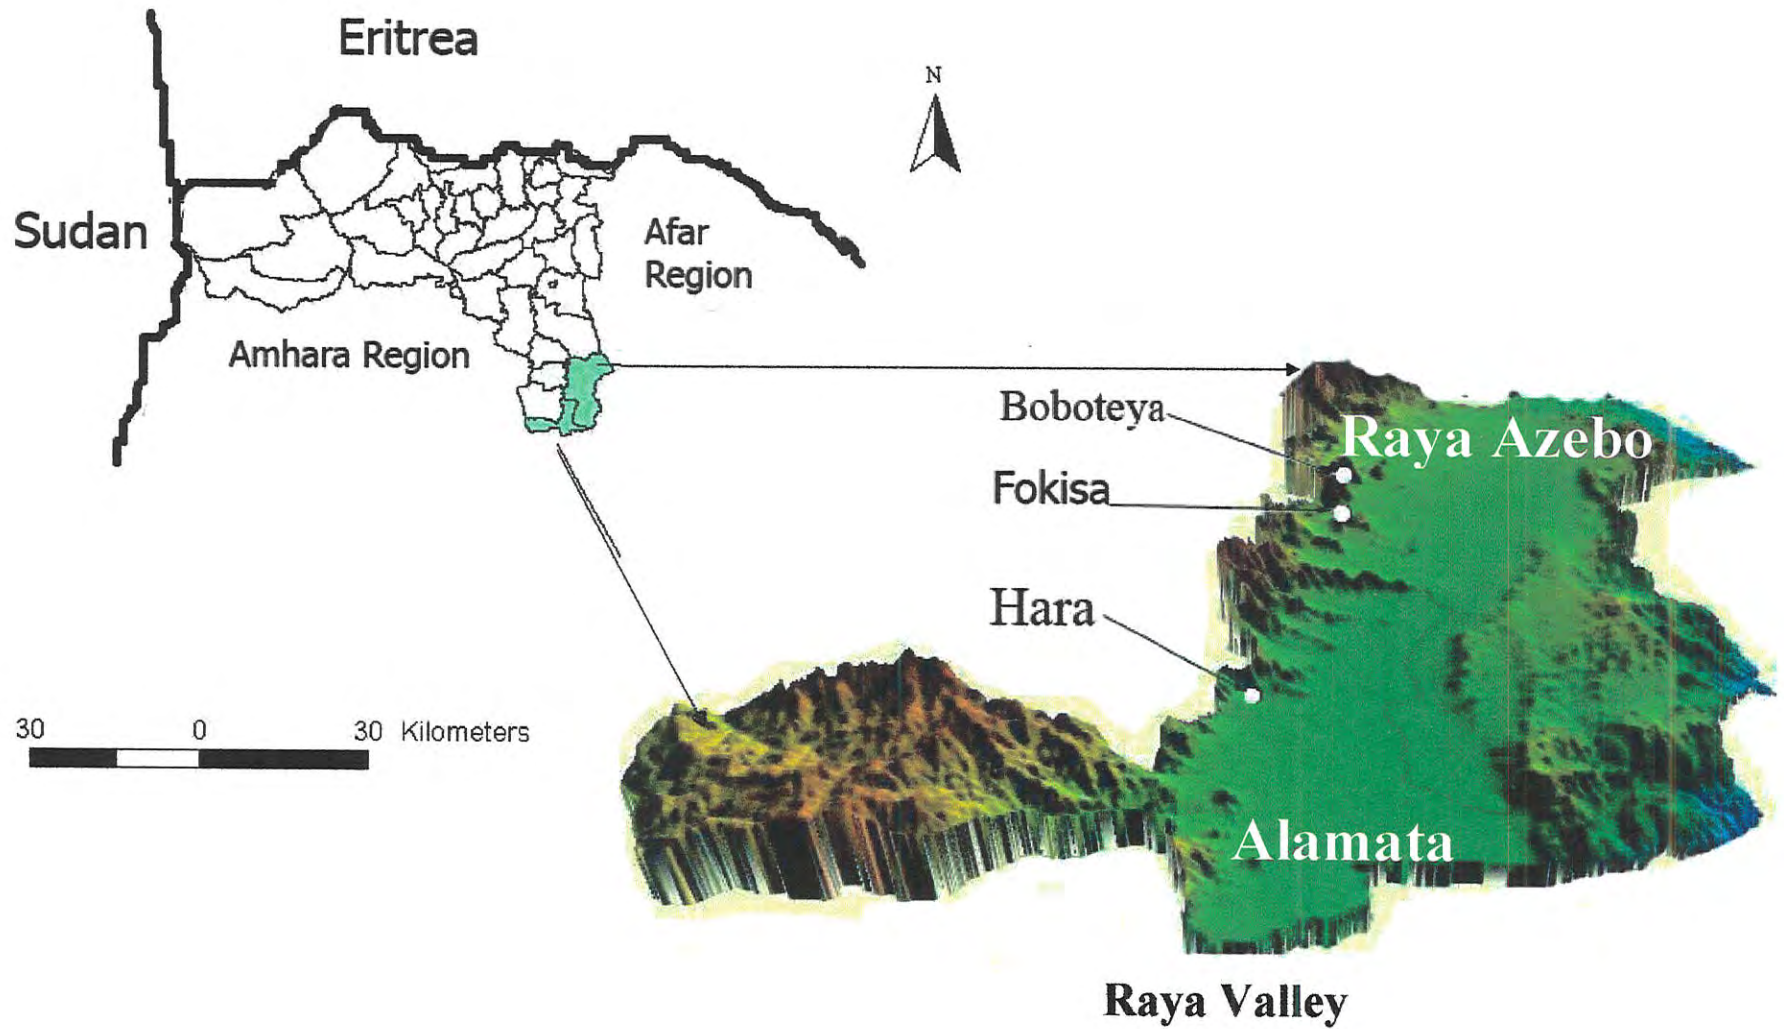 Eritrea
N
Sudan
Afar
Region
Amhara Region
Boboteya
Raya Azebo
Fokisa
Hara
30 0 30 Kilometers
Alamata
Raya Valley